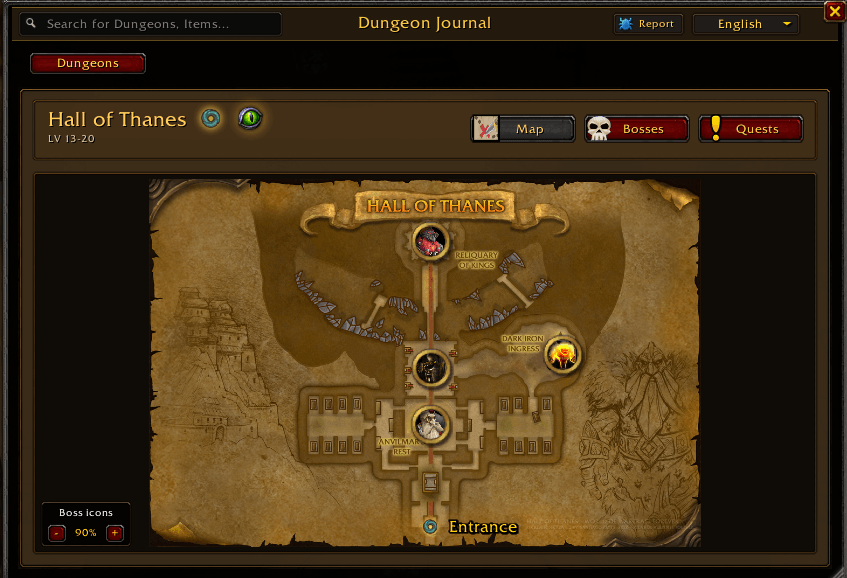 Search for Dungeons, Items...
Dungeon Journal
Report
English
Dungeons
Hall of Thanes
LV 13-20
Map
Bosses
Quests
HALL OF THANES
RELIQUARY
OF KINGS
DARK IRON
INGRESS
ANVILMAR
REST
Entrance
Boss icons
-
90%
+